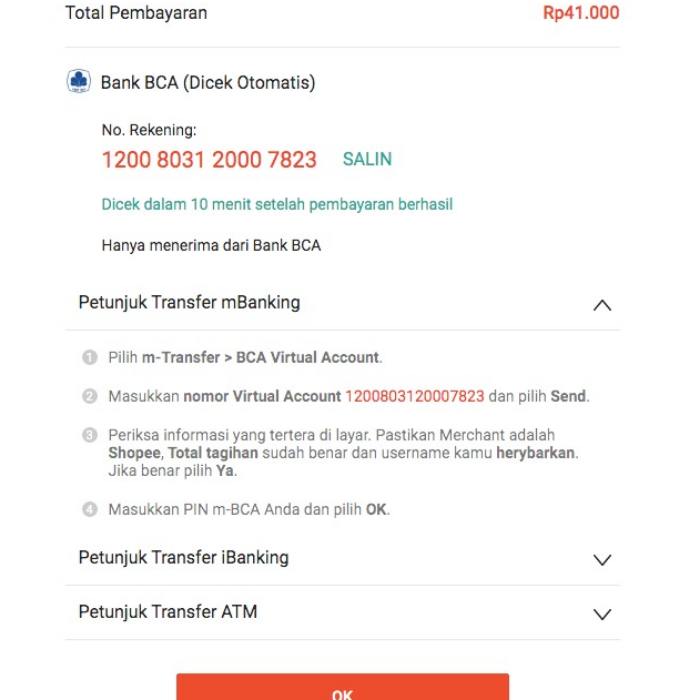 Total Pembayaran Rp41.000
Bank BCA (Dicek Otomatis)
No. Rekening:
1200 8031 2000 7823 SALIN
Dicek dalam 10 menit setelah pembayaran berhasil
Hanya menerima dari Bank BCA
Petunjuk Transfer mBanking
1 Pilih m-Transfer > BCA Virtual Account.
2 Masukkan nomor Virtual Account 1200803120007823 dan pilih Send.
3 Periksa informasi yang tertera di layar. Pastikan Merchant adalah
Shopee, Total tagihan sudah benar dan username kamu herybarkan.
Jika benar pilih Ya.
4 Masukkan PIN m-BCA Anda dan pilih OK.
Petunjuk Transfer iBanking
Petunjuk Transfer ATM
OK